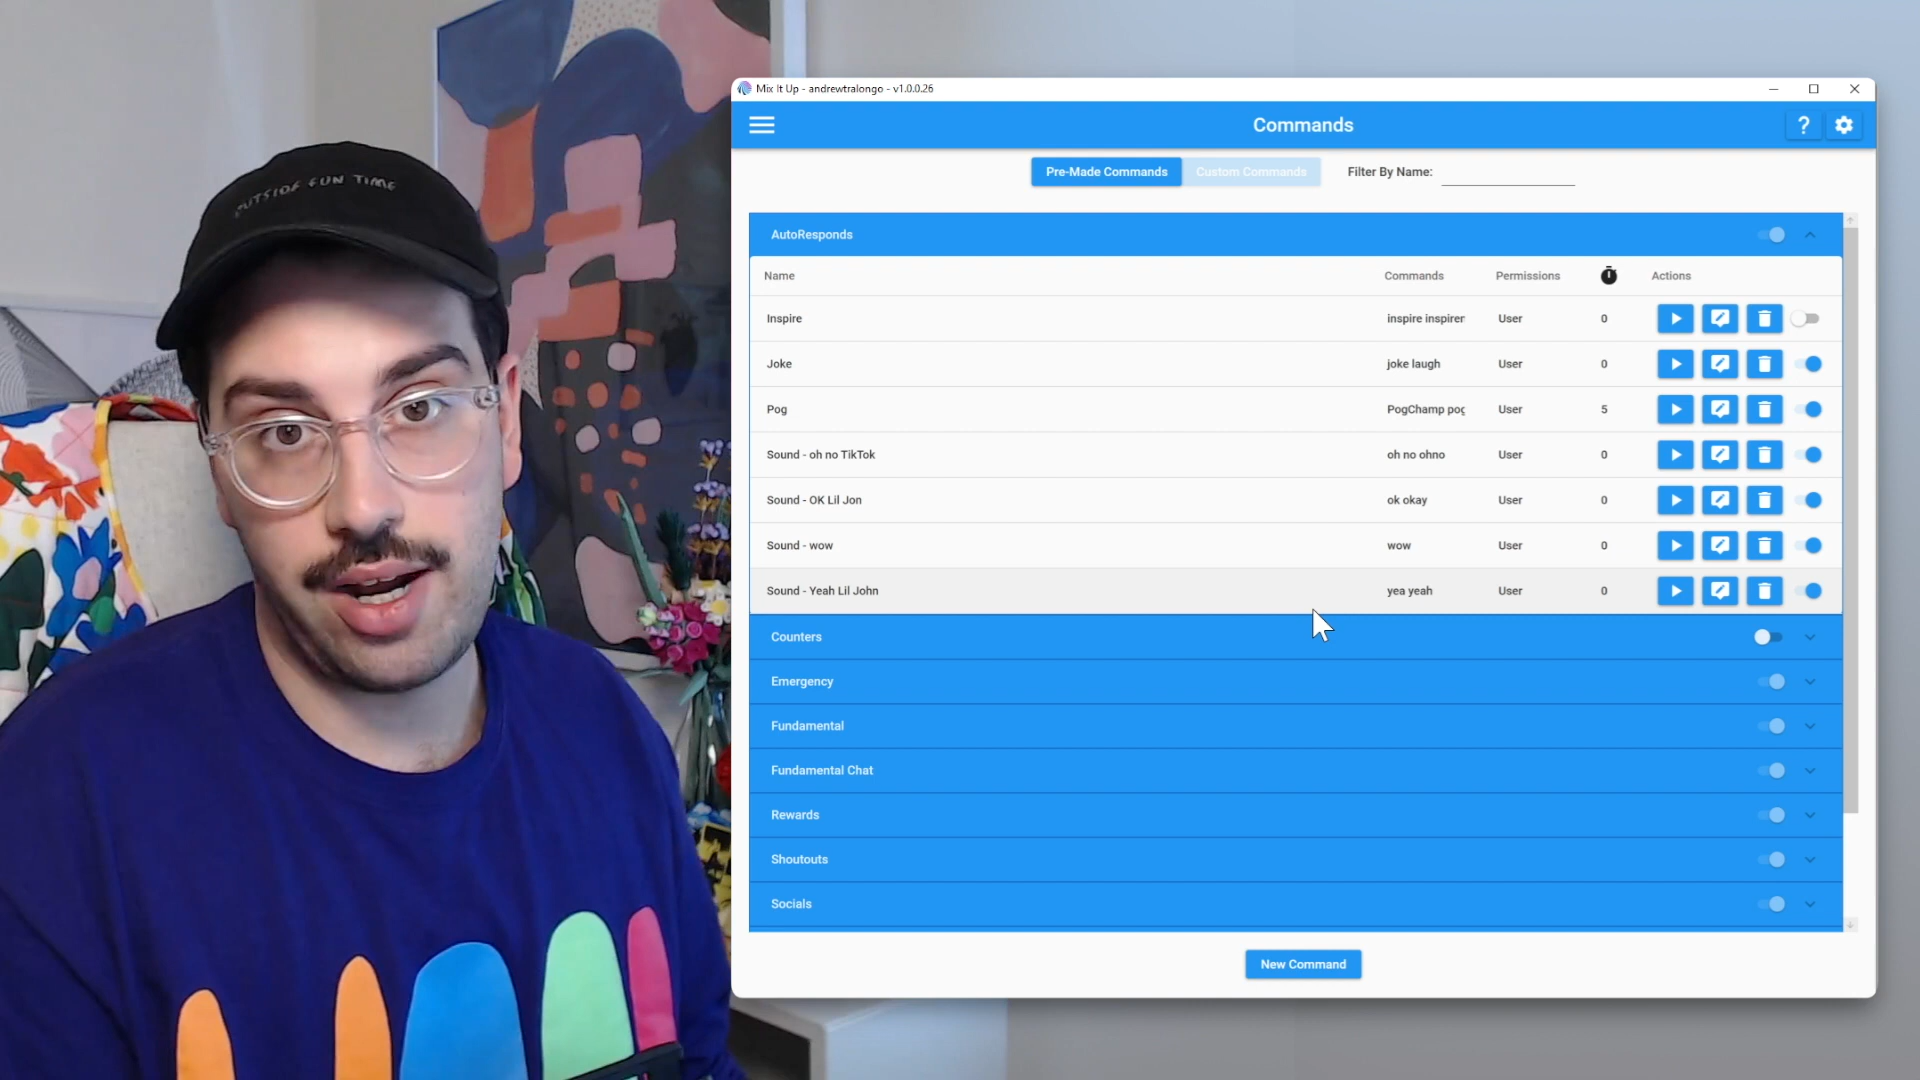 OUTSIDE FUN TIME
Mix It Up - andrewtralongo - v1.0.0.26
Commands
?
Pre-Made Commands Custom Commands Filter By Name:
AutoResponds
Name Commands Permissions Actions
Inspire inspire inspirer User 0
Joke joke laugh User 0
Pog PogChamp pog User 5
Sound - oh no TikTok oh no ohno User 0
Sound - OK Lil Jon ok okay User 0
Sound - wow wow User 0
Sound - Yeah Lil John yea yeah User 0
Counters
Emergency
Fundamental
Fundamental Chat
Rewards
Shoutouts
Socials
New Command